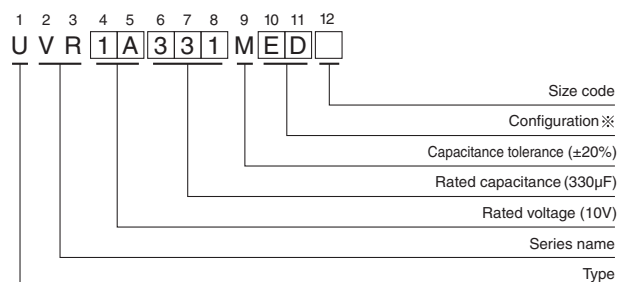 1 2 3 4 5 6 7 8 9 10 11 12
U V R 1 A 3 3 1 M E D
Size code
Configuration※
Capacitance tolerance (±20%)
Rated capacitance (330µF)
Rated voltage (10V)
Series name
Type